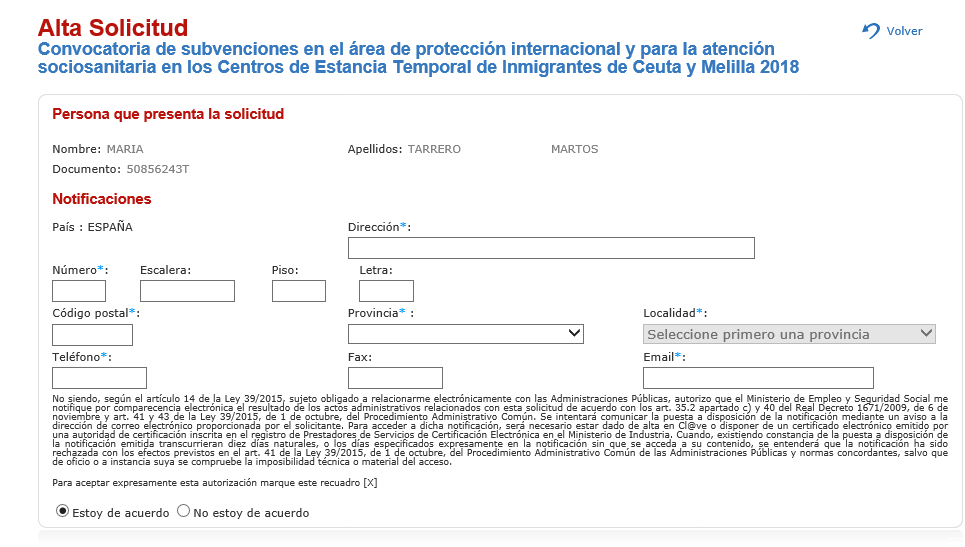 Alta Solicitud
Volver
Convocatoria de subvenciones en el área de protección internacional y para la atención
sociosanitaria en los Centros de Estancia Temporal de Inmigrantes de Ceuta y Melilla 2018
Persona que presenta la solicitud
Nombre: MARIA Apellidos: TARRERO MARTOS
Documento: 50856243T
Notificaciones
País : ESPAÑA Dirección*:
Número*: Escalera: Piso: Letra:
Código postal*: Provincia* : Localidad*:
Seleccione primero una provincia
Teléfono*: Fax: Email*:
No siendo, según el artículo 14 de la Ley 39/2015, sujeto obligado a relacionarme electrónicamente con las Administraciones Públicas, autorizo que el Ministerio de Empleo y Seguridad Social me
notifique por comparecencia electrónica el resultado de los actos administrativos relacionados con esta solicitud de acuerdo con los art. 35.2 apartado c) y 40 del Real Decreto 1671/2009, de 6 de
noviembre y art. 41 y 43 de la Ley 39/2015, de 1 de octubre, del Procedimiento Administrativo Común. Se intentará comunicar la puesta a disposición de la notificación mediante un aviso a la
dirección de correo electrónico proporcionada por el solicitante. Para acceder a dicha notificación, será necesario estar dado de alta en Cl@ve o disponer de un certificado electrónico emitido por
una autoridad de certificación inscrita en el registro de Prestadores de Servicios de Certificación Electrónica en el Ministerio de Industria. Cuando, existiendo constancia de la puesta a disposición de
la notificación emitida transcurrieran diez días naturales, o los días especificados expresamente en la notificación sin que se acceda a su contenido, se entenderá que la notificación ha sido
rechazada con los efectos previstos en el art. 41 de la Ley 39/2015, de 1 de octubre, del Procedimiento Administrativo Común de las Administraciones Públicas y normas concordantes, salvo que
de oficio o a instancia suya se compruebe la imposibilidad técnica o material del acceso.
Para aceptar expresamente esta autorización marque este recuadro [X]
Estoy de acuerdo No estoy de acuerdo